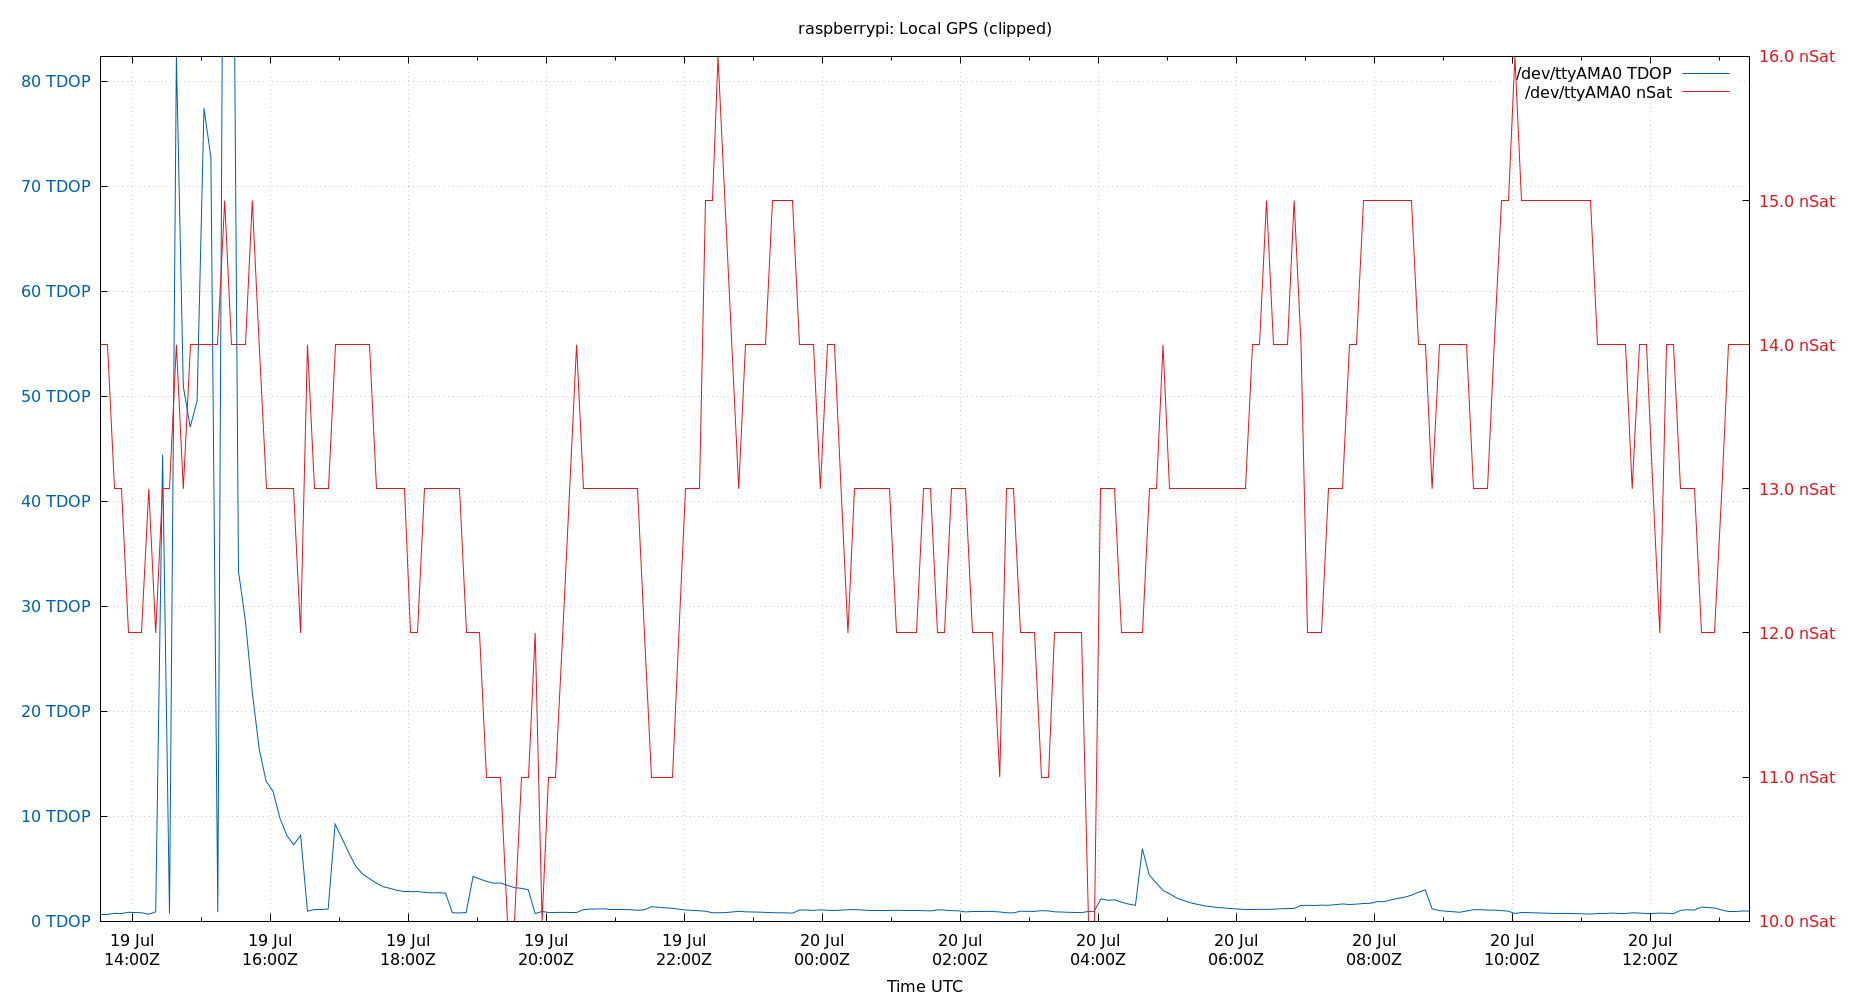 raspberrypi: Local GPS (clipped)
/dev/ttyAMA0 TDOP
/dev/ttyAMA0 nSat
80 TDOP
70 TDOP
60 TDOP
50 TDOP
40 TDOP
30 TDOP
20 TDOP
10 TDOP
0 TDOP
16.0 nSat
15.0 nSat
14.0 nSat
13.0 nSat
12.0 nSat
11.0 nSat
10.0 nSat
19 Jul
14:00Z
19 Jul
16:00Z
19 Jul
18:00Z
19 Jul
20:00Z
19 Jul
22:00Z
20 Jul
00:00Z
20 Jul
02:00Z
20 Jul
04:00Z
20 Jul
06:00Z
20 Jul
08:00Z
20 Jul
10:00Z
20 Jul
12:00Z
Time UTC